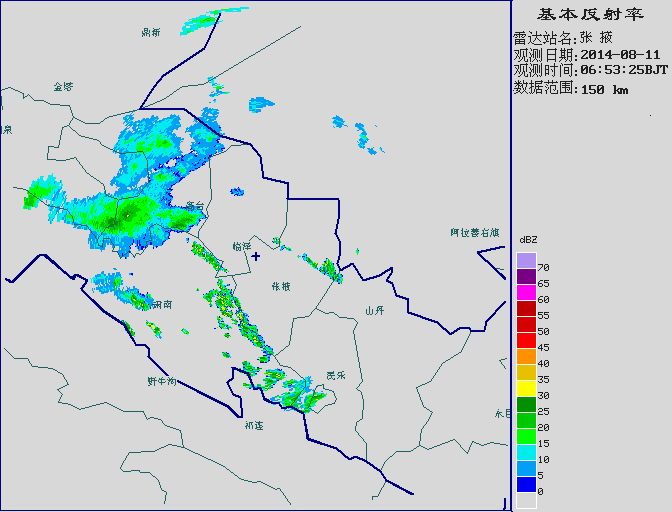 基本反射率
雷达站名:张 掖
观测日期:2014-08-11
观测时间:06:53:25BJT
数据范围:150 km
鼎新
金塔
泉
高台
临泽
阿拉善右旗
张掖
山丹
肃南
民乐
野牛沟
祁连
永昌
dBZ
70
65
60
55
50
45
40
35
30
25
20
15
10
5
0